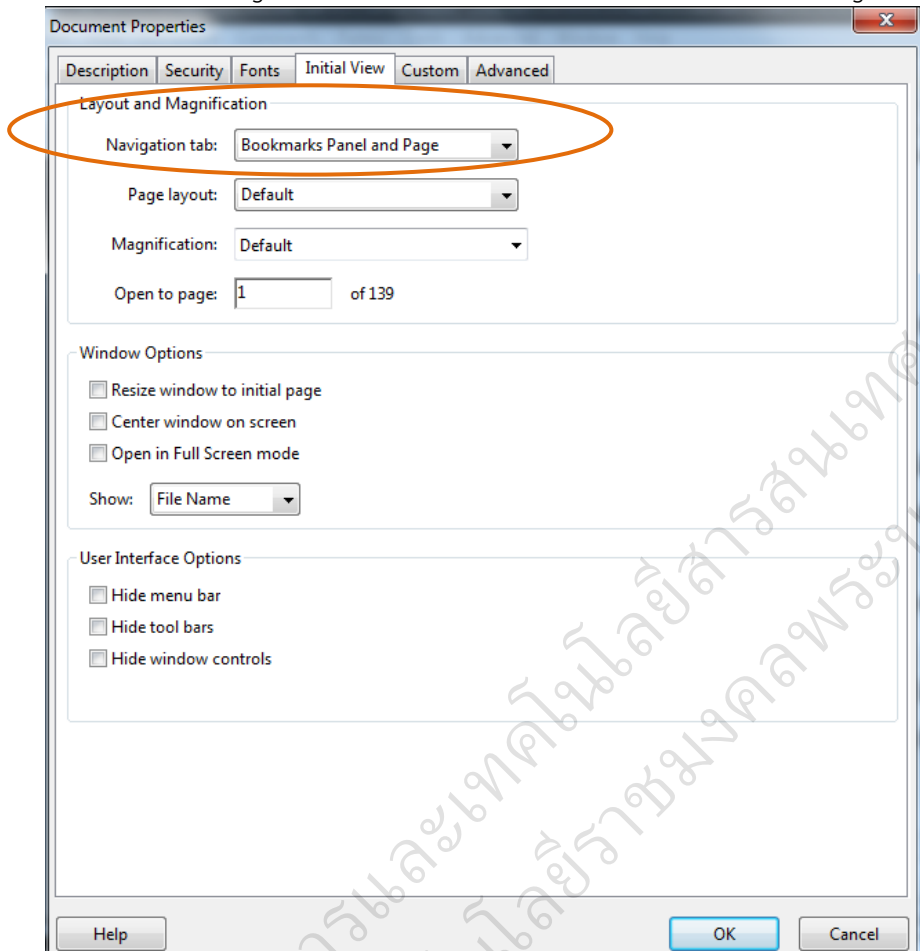 Document Properties
Description Security Fonts Initial View Custom Advanced
Layout and Magnification
Navigation tab: Bookmarks Panel and Page
Page layout: Default
Magnification: Default
Open to page: 1 of 139
Window Options
Resize window to initial page
Center window on screen
Open in Full Screen mode
Show: File Name
User Interface Options
Hide menu bar
Hide tool bars
Hide window controls
Help OK Cancel